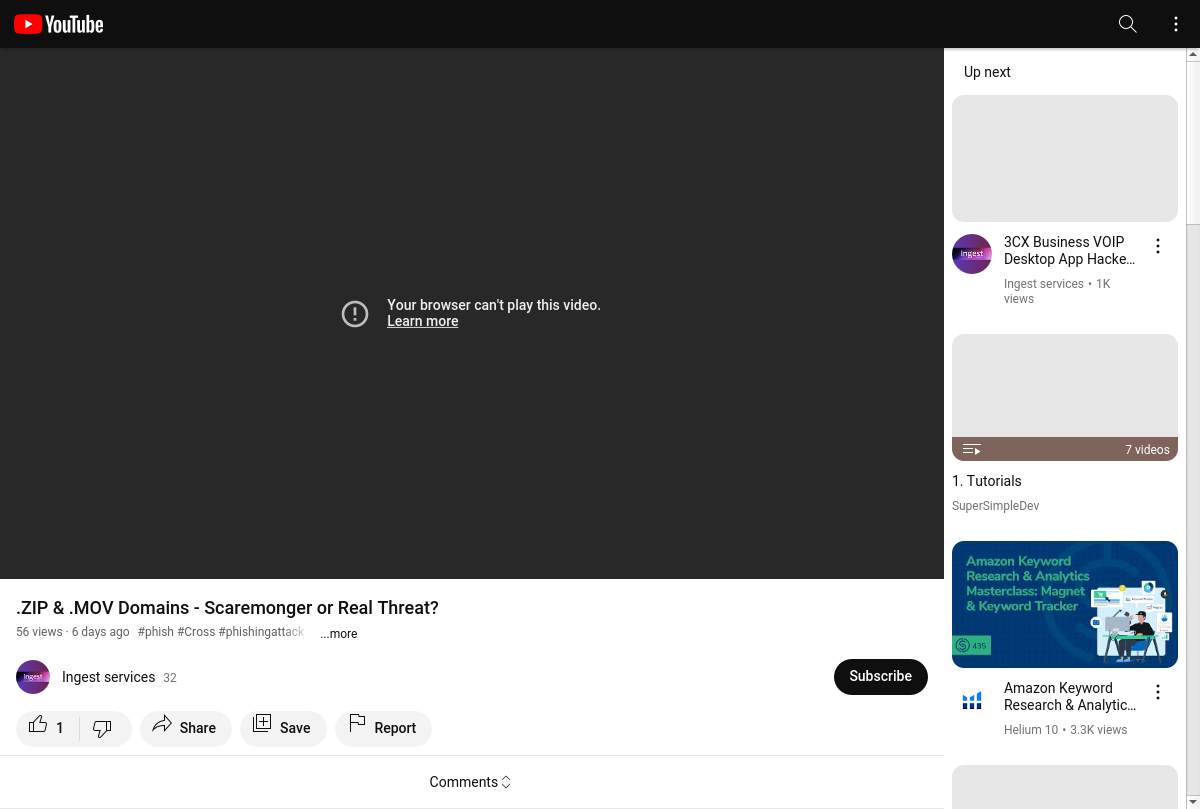 YouTube
Your browser can't play this video.
Learn more
.ZIP & .MOV Domains - Scaremonger or Real Threat?
56 views · 6 days ago #phish #Cross #phishingattack ...more
Ingest
Ingest services 32
Subscribe
1
Share
Save
Report
Comments
Up next
Ingest
3CX Business VOIP
Desktop App Hacke...
Ingest services • 1K
views
7 videos
1. Tutorials
SuperSimpleDev
Amazon Keyword
Research & Analytics
Masterclass: Magnet
& Keyword Tracker
435
Amazon Keyword
Research & Analytic...
Helium 10 • 3.3K views